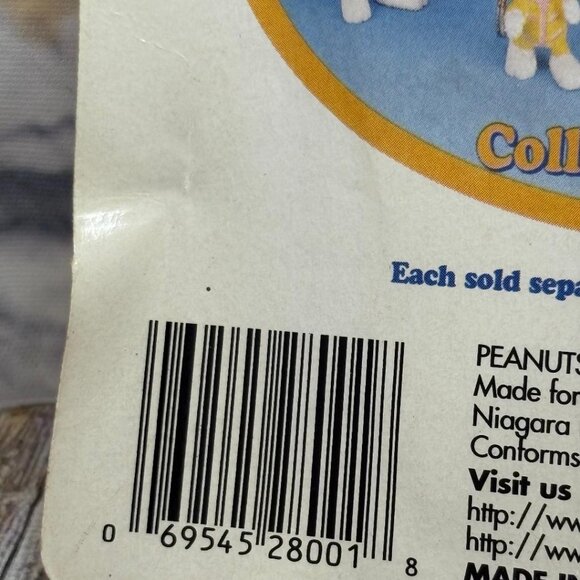 Coll
Each sold sepa
PEANUTS
Made for
Niagara
Conforms
Visit us
http://ww
http://ww
MADE I
0 69545 28001 8